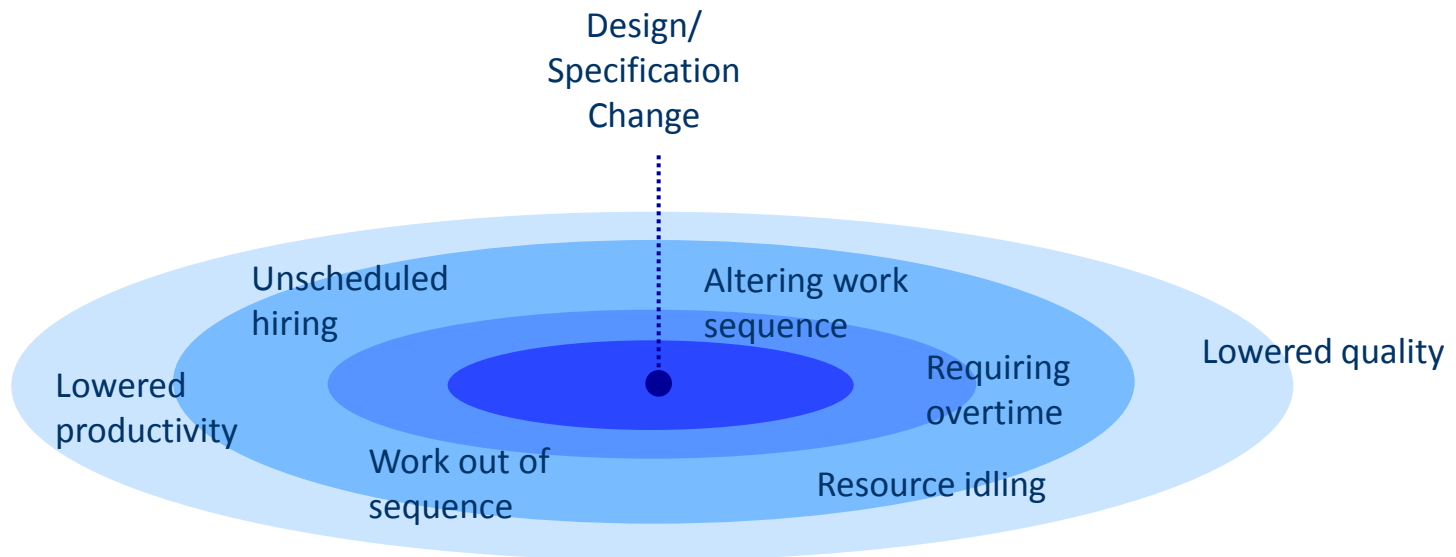 Design/
Specification
Change
Unscheduled
hiring
Altering work
sequence
Lowered quality
Requiring
overtime
Lowered
productivity
Work out of
sequence
Resource idling